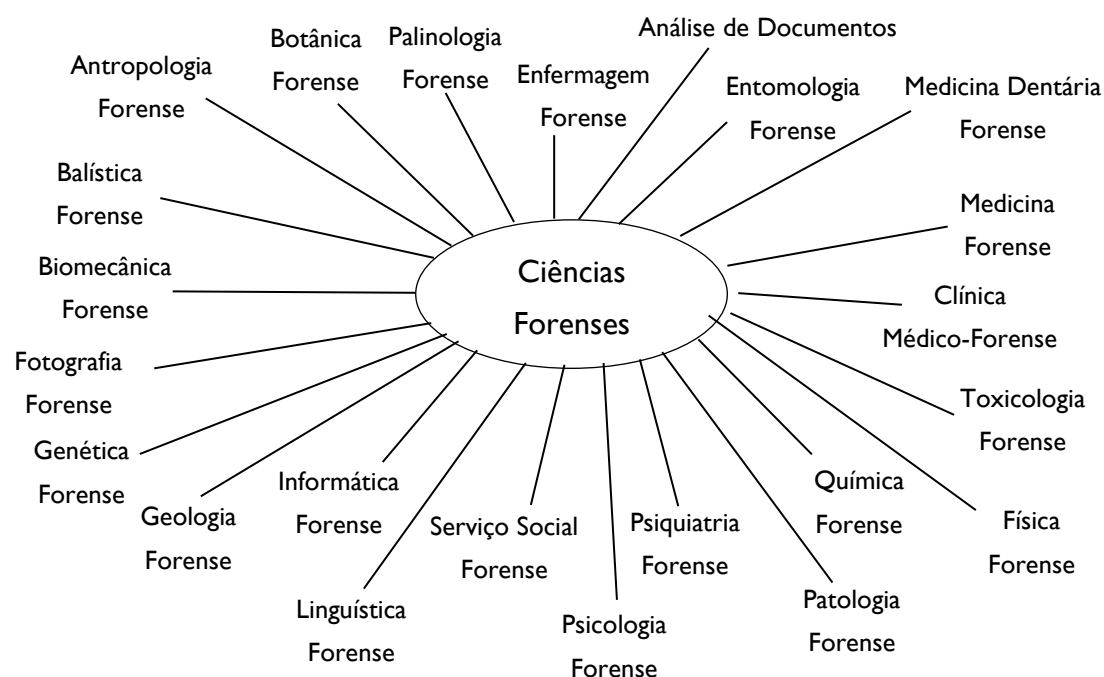 Análise de Documentos
Botânica
Forense
Palinologia
Forense
Antropologia
Forense
Enfermagem
Forense
Entomologia
Forense
Medicina Dentária
Forense
Balística
Forense
Medicina
Forense
Biomecânica
Forense
Ciências
Forenses
Clínica
Médico-Forense
Fotografia
Forense
Toxicologia
Forense
Genética
Forense
Informática
Forense
Química
Forense
Geologia
Forense
Serviço Social
Forense
Psiquiatria
Forense
Física
Forense
Linguística
Forense
Psicologia
Forense
Patologia
Forense